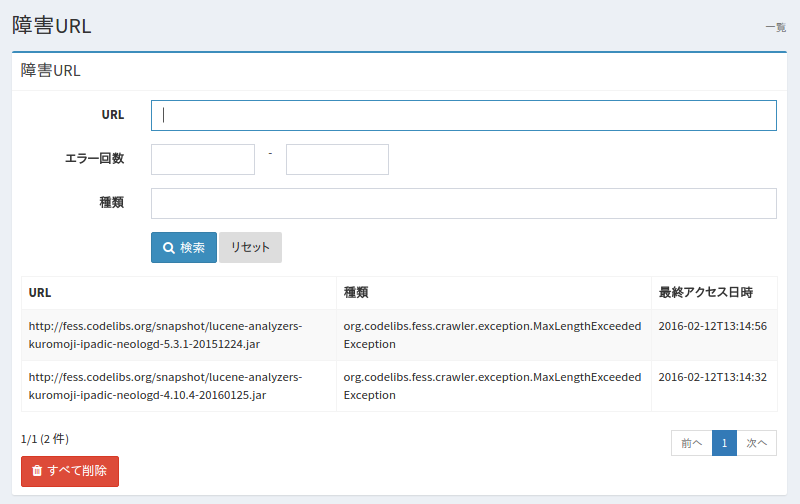 障害URL
一覧
障害URL
URL
エラー回数
-
種類
検索 リセット
URL 種類 最終アクセス日時
http://fess.codelibs.org/snapshot/lucene-analyzers- org.codelibs.fess.crawler.exception.MaxLengthExceeded 2016-02-12T13:14:56
kuromoji-ipadic-neologd-5.3.1-20151224.jar Exception
http://fess.codelibs.org/snapshot/lucene-analyzers- org.codelibs.fess.crawler.exception.MaxLengthExceeded 2016-02-12T13:14:32
kuromoji-ipadic-neologd-4.10.4-20160125.jar Exception
1/1 (2 件)
前へ 1 次へ
すべて削除